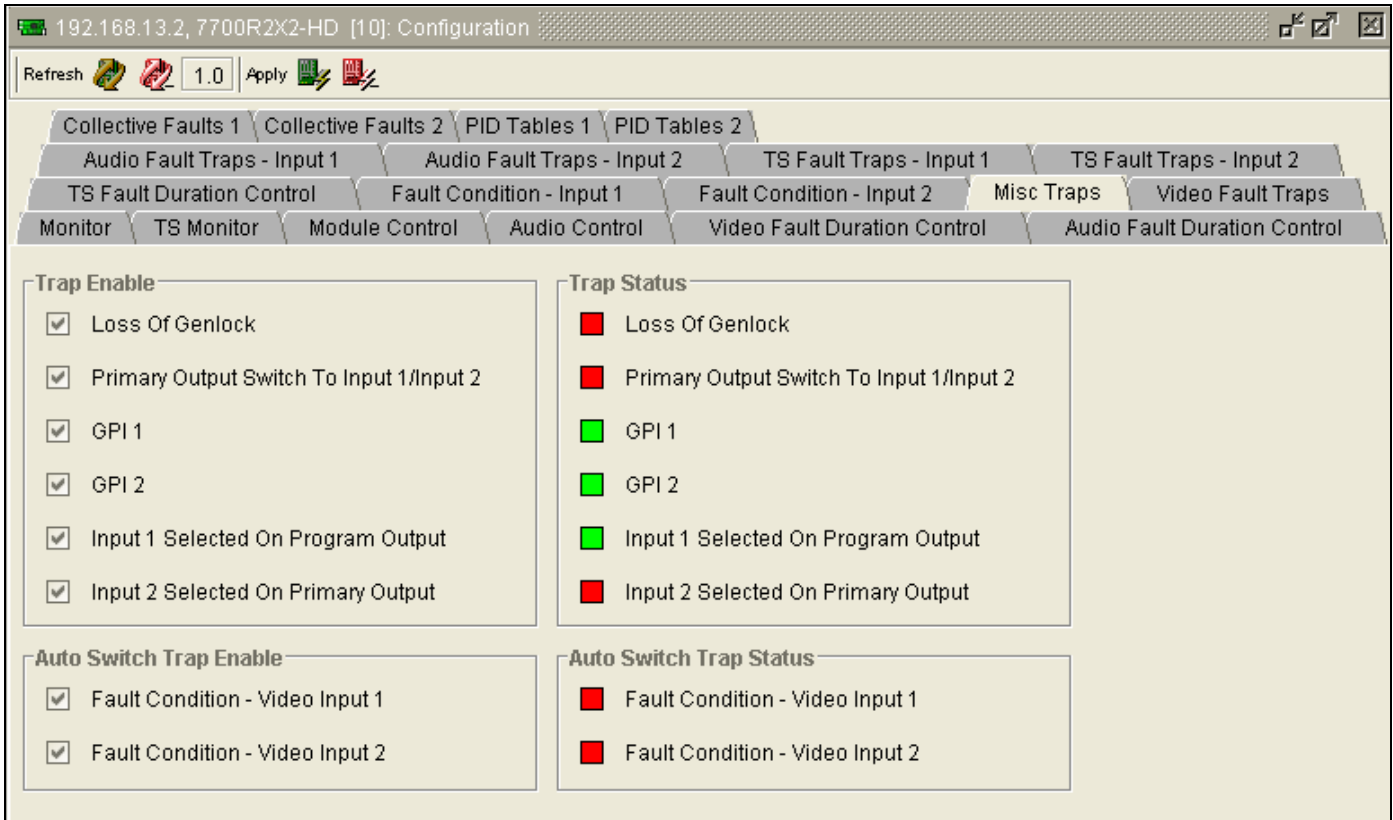 192.168.13.2, 7700R2X2-HD [10]: Configuration
Refresh 1.0 Apply
Collective Faults 1 Collective Faults 2 PID Tables 1 PID Tables 2
Audio Fault Traps - Input 1 Audio Fault Traps - Input 2 TS Fault Traps - Input 1 TS Fault Traps - Input 2
TS Fault Duration Control Fault Condition - Input 1 Fault Condition - Input 2 Misc Traps Video Fault Traps
Monitor TS Monitor Module Control Audio Control Video Fault Duration Control Audio Fault Duration Control
Trap Enable
Loss Of Genlock
Primary Output Switch To Input 1/Input 2
GPI 1
GPI 2
Input 1 Selected On Program Output
Input 2 Selected On Primary Output
Trap Status
Loss Of Genlock
Primary Output Switch To Input 1/Input 2
GPI 1
GPI 2
Input 1 Selected On Program Output
Input 2 Selected On Primary Output
Auto Switch Trap Enable
Fault Condition - Video Input 1
Fault Condition - Video Input 2
Auto Switch Trap Status
Fault Condition - Video Input 1
Fault Condition - Video Input 2